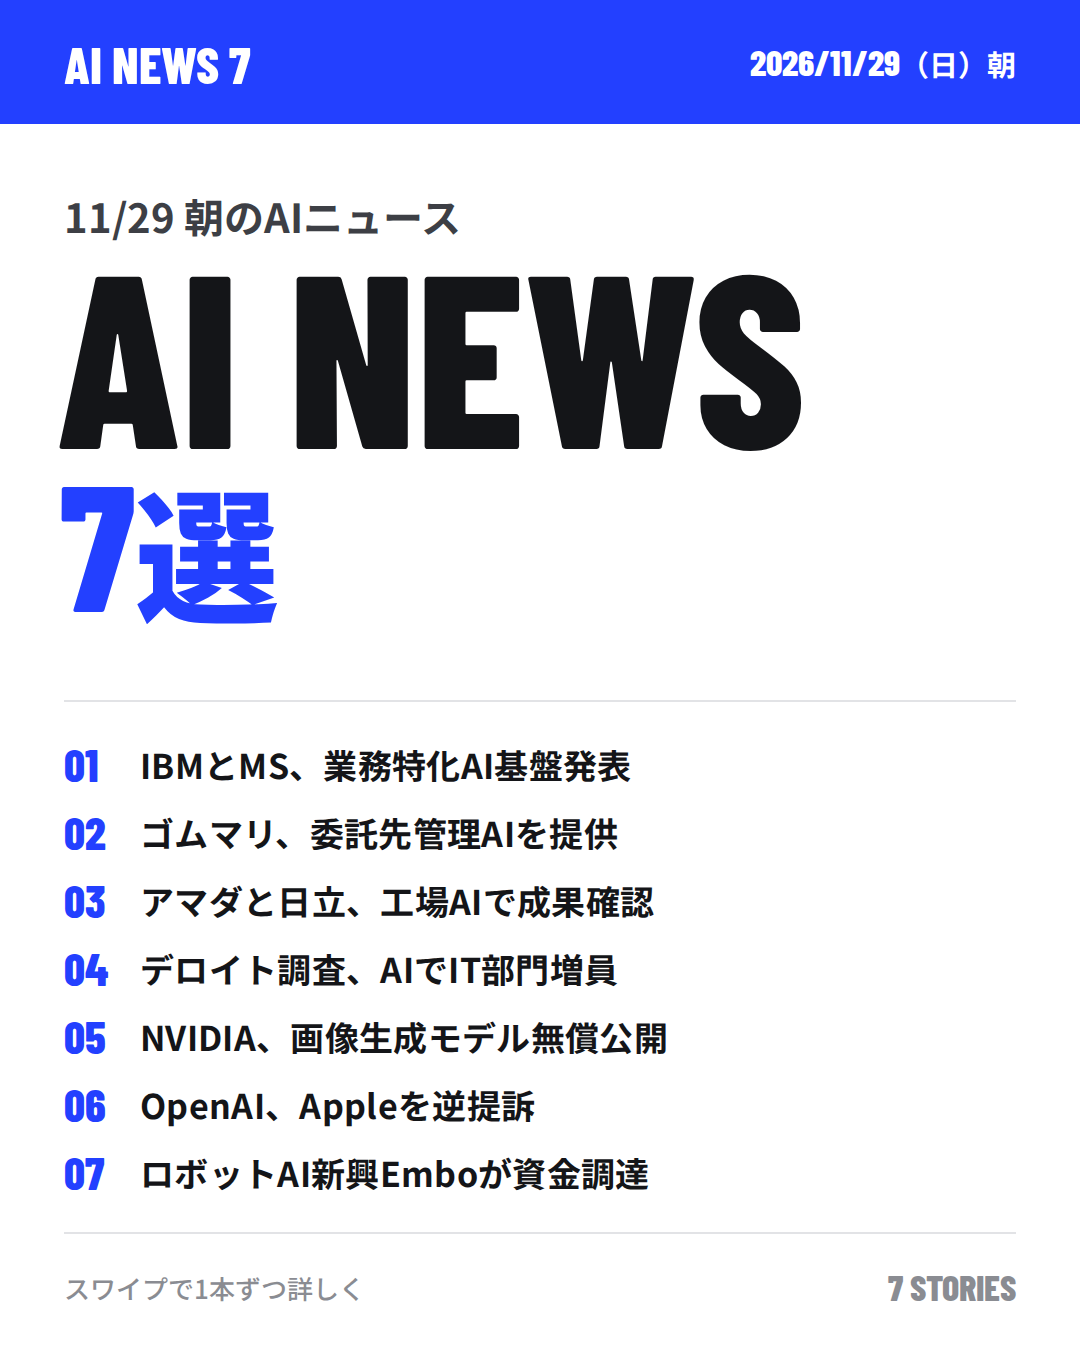 AI NEWS 7
2026/11/29（日）朝
11/29 朝のAIニュース
AI NEWS
7選
01 IBMとMS、業務特化AI基盤発表
02 ゴムマリ、委託先管理AIを提供
03 アマダと日立、工場AIで成果確認
04 デロイト調査、AIでIT部門増員
05 NVIDIA、画像生成モデル無償公開
06 OpenAI、Appleを逆提訴
07 ロボットAI新興Emboが資金調達
スワイプで1本ずつ詳しく
7 STORIES